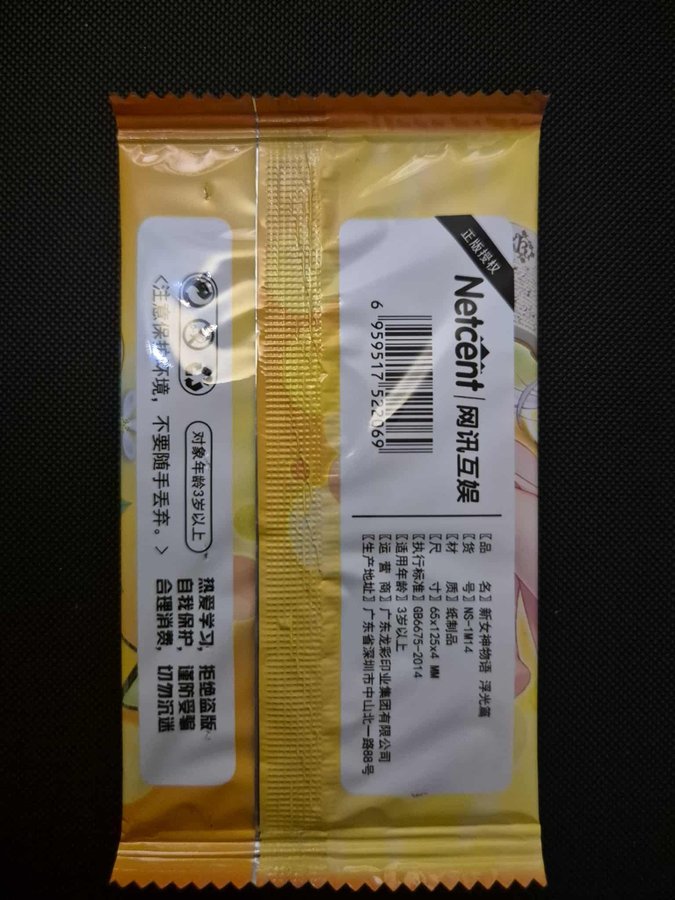 正版授权
Netcent|网讯互娱
6 959517 522069
〖品 名〗新女神物语 浮光篇
〖货 号〗NS-1M14
〖材 质〗纸制品
〖尺 寸〗65x125x4 MM
〖执行标准〗GB6675-2014
〖适用年龄〗3岁以上
〖运 营 商〗广东龙彩印业集团有限公司
〖生产地址〗广东省深圳市中山北一路88号
对象年龄3岁以上
<注意保护环境，不要随手丢弃。>
热爱学习，拒绝盗版
自我保护，谨防受骗
合理消费，切勿沉迷